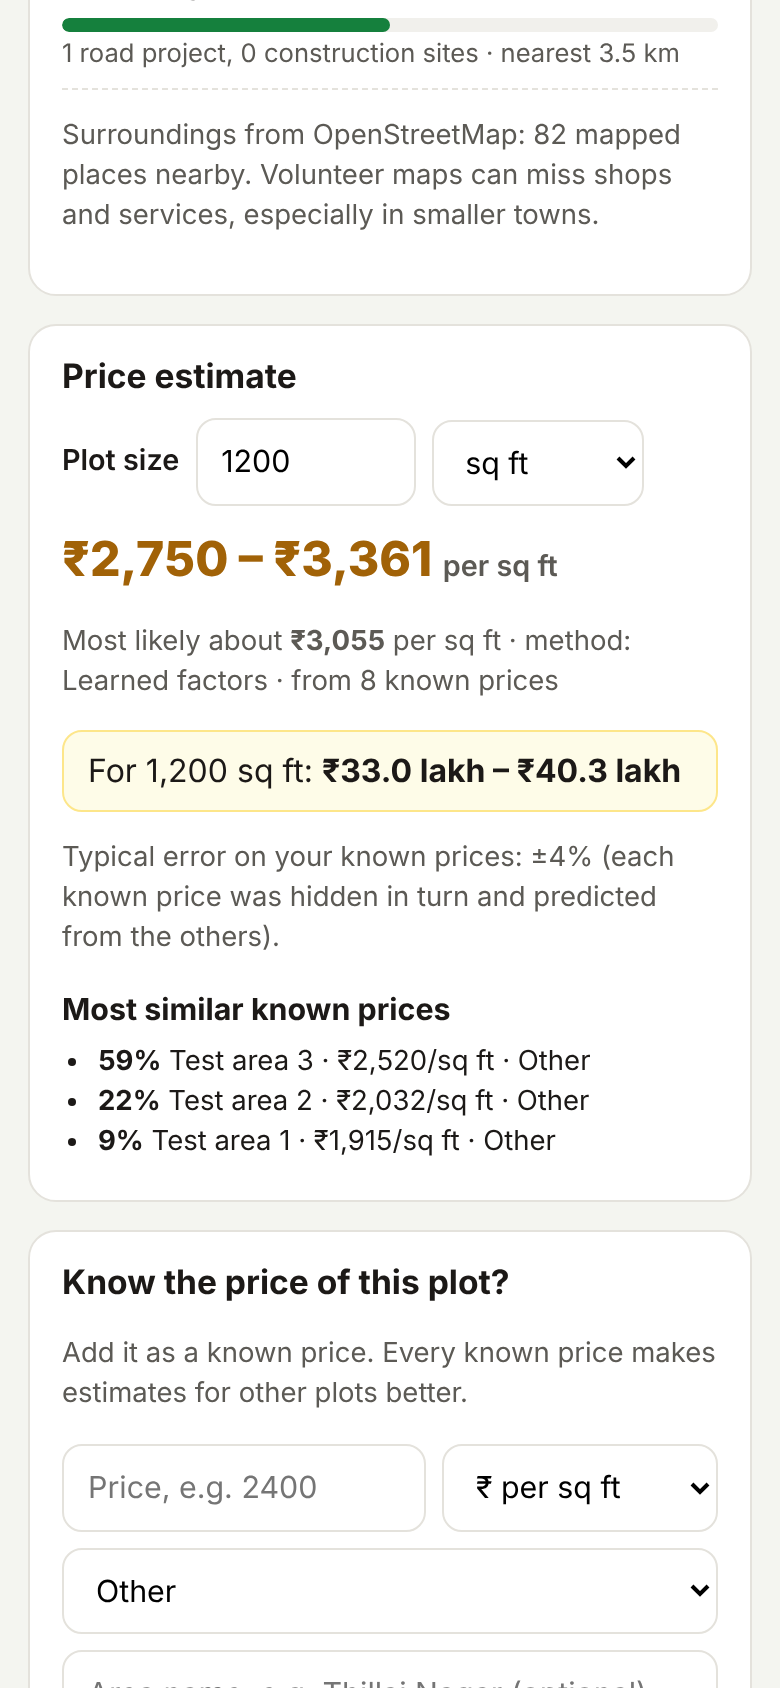 1 road project, 0 construction sites · nearest 3.5 km
Surroundings from OpenStreetMap: 82 mapped
places nearby. Volunteer maps can miss shops
and services, especially in smaller towns.
Price estimate
Plot size 1200 sq ft
₹2,750 – ₹3,361 per sq ft
Most likely about ₹3,055 per sq ft · method:
Learned factors · from 8 known prices
For 1,200 sq ft: ₹33.0 lakh – ₹40.3 lakh
Typical error on your known prices: ±4% (each
known price was hidden in turn and predicted
from the others).
Most similar known prices
• 59% Test area 3 · ₹2,520/sq ft · Other
• 22% Test area 2 · ₹2,032/sq ft · Other
• 9% Test area 1 · ₹1,915/sq ft · Other
Know the price of this plot?
Add it as a known price. Every known price makes
estimates for other plots better.
Price, e.g. 2400 ₹ per sq ft
Other
Area name, e.g. Thillai Nagar (optional)